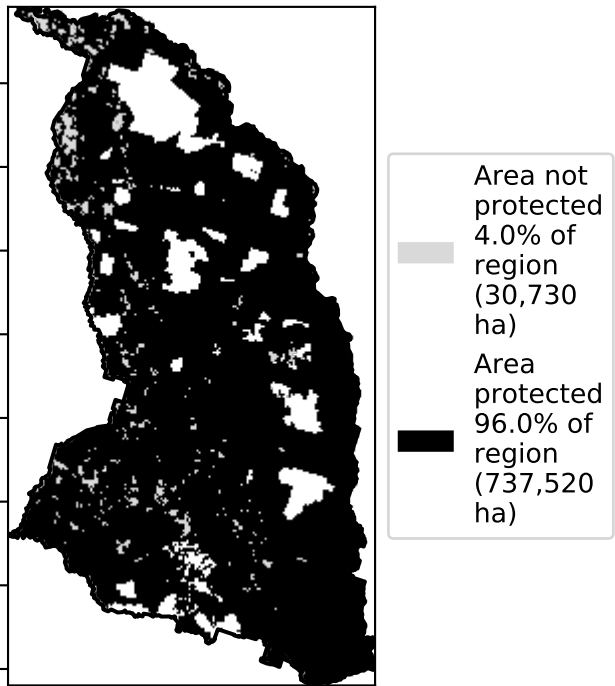 Area not
protected
4.0% of
region
(30,730
ha)
Area
protected
96.0% of
region
(737,520
ha)